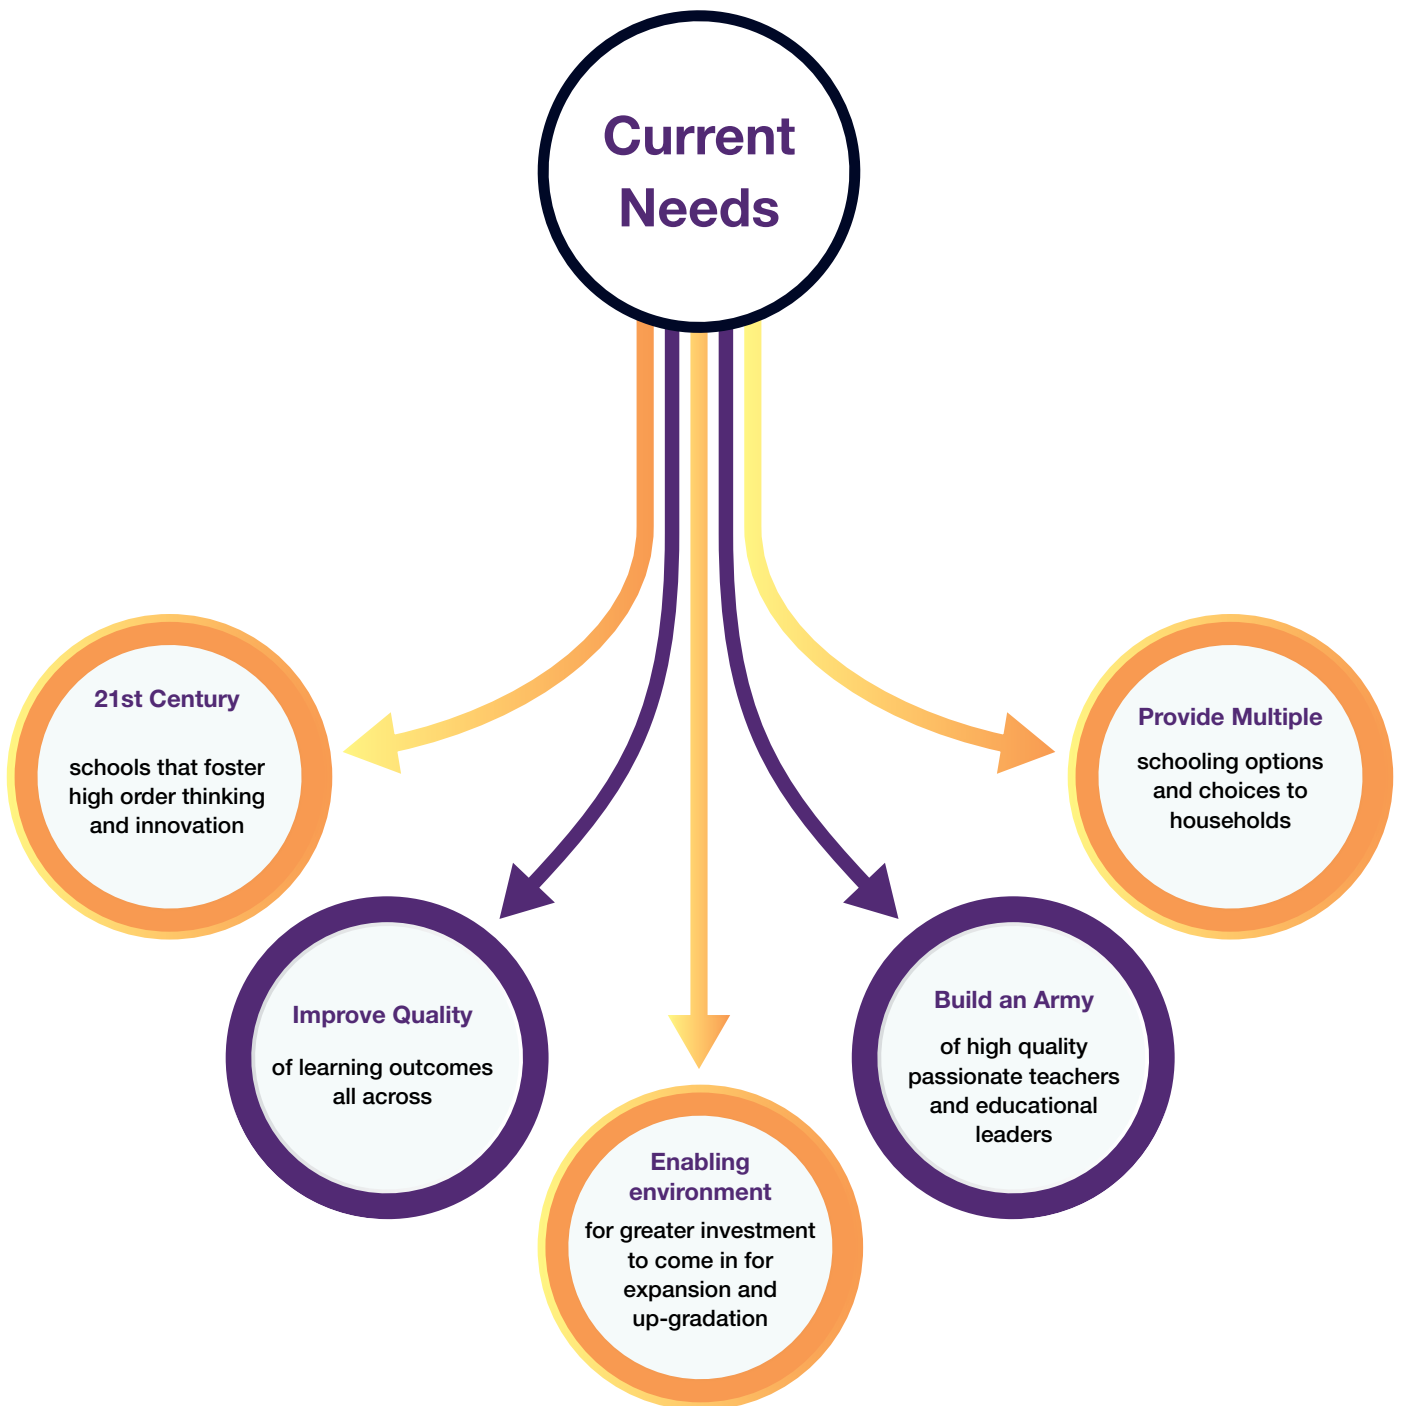 Current
Needs
21st Century
schools that foster
high order thinking
and innovation
Improve Quality
of learning outcomes
all across
Enabling
environment
for greater investment
to come in for
expansion and
up-gradation
Build an Army
of high quality
passionate teachers
and educational
leaders
Provide Multiple
schooling options
and choices to
households